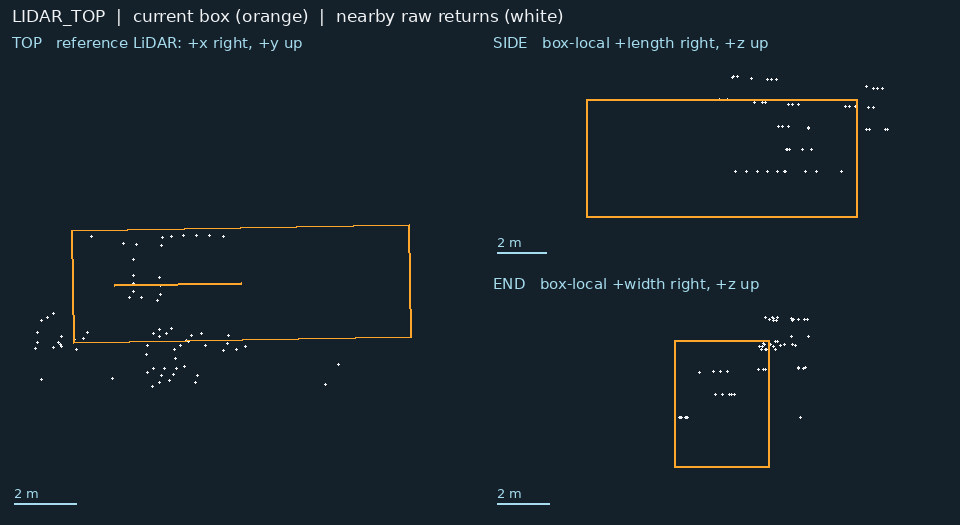 LIDAR_TOP | current box (orange) | nearby raw returns (white)
TOP reference LiDAR: +x right, +y up
SIDE box-local +length right, +z up
2 m
END box-local +width right, +z up
2 m
2 m